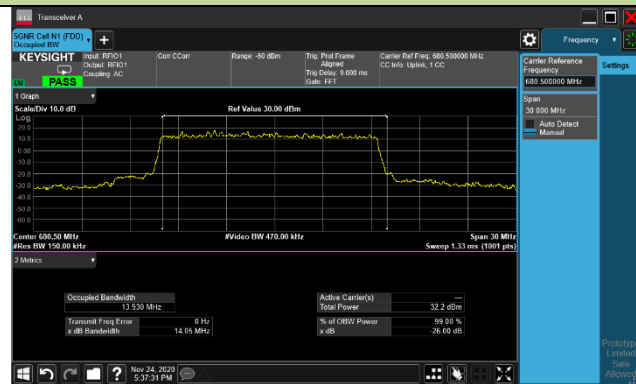 Transceiver A
5GNR Cell N1 (FDD)
Occupied BW
Frequency
KEYSIGHT
Input: RFIO1
Output: RFIO1
Coupling: AC
Corr CCorr
Range: -60 dBm
Trig: Prot Frame
Aligned
Trig Delay: 9.000 ms
Gate: FFT
Carrier Ref Freq: 680.500000 MHz
CC Info: Uplink, 1 CC
PASS
Carrier Reference
Frequency
680.500000 MHz
Settings
Span
30.000 MHz
Auto Detect
Manual
1 Graph
Scale/Div 10.0 dB
Ref Value 30.00 dBm
Log
20.0
10.0
0.00
-10.0
-20.0
-30.0
-40.0
-50.0
-60.0
Center 680.50 MHz
#Video BW 470.00 kHz
Span 30 MHz
#Res BW 150.00 kHz
Sweep 1.33 ms (1001 pts)
2 Metrics
Occupied Bandwidth
13.930 MHz
Active Carrier(s)
---
Total Power
32.2 dBm
Transmit Freq Error
0 Hz
x dB Bandwidth
14.05 MHz
% of OBW Power
99.00 %
x dB
-26.00 dB
Nov 24, 2020
5:37:31 PM
Prototype
Limited
Sale
Allowed